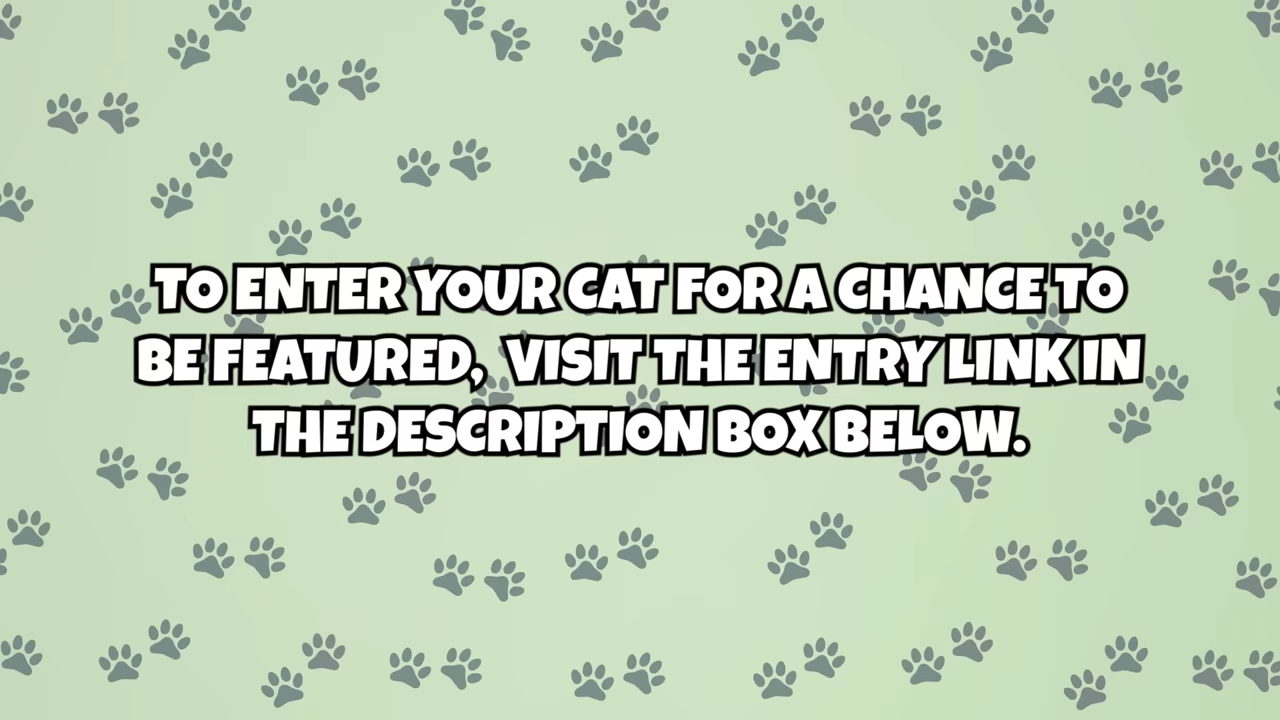 TO ENTER YOUR CAT FOR A CHANCE TO
BE FEATURED, VISIT THE ENTRY LINK IN
THE DESCRIPTION BOX BELOW.